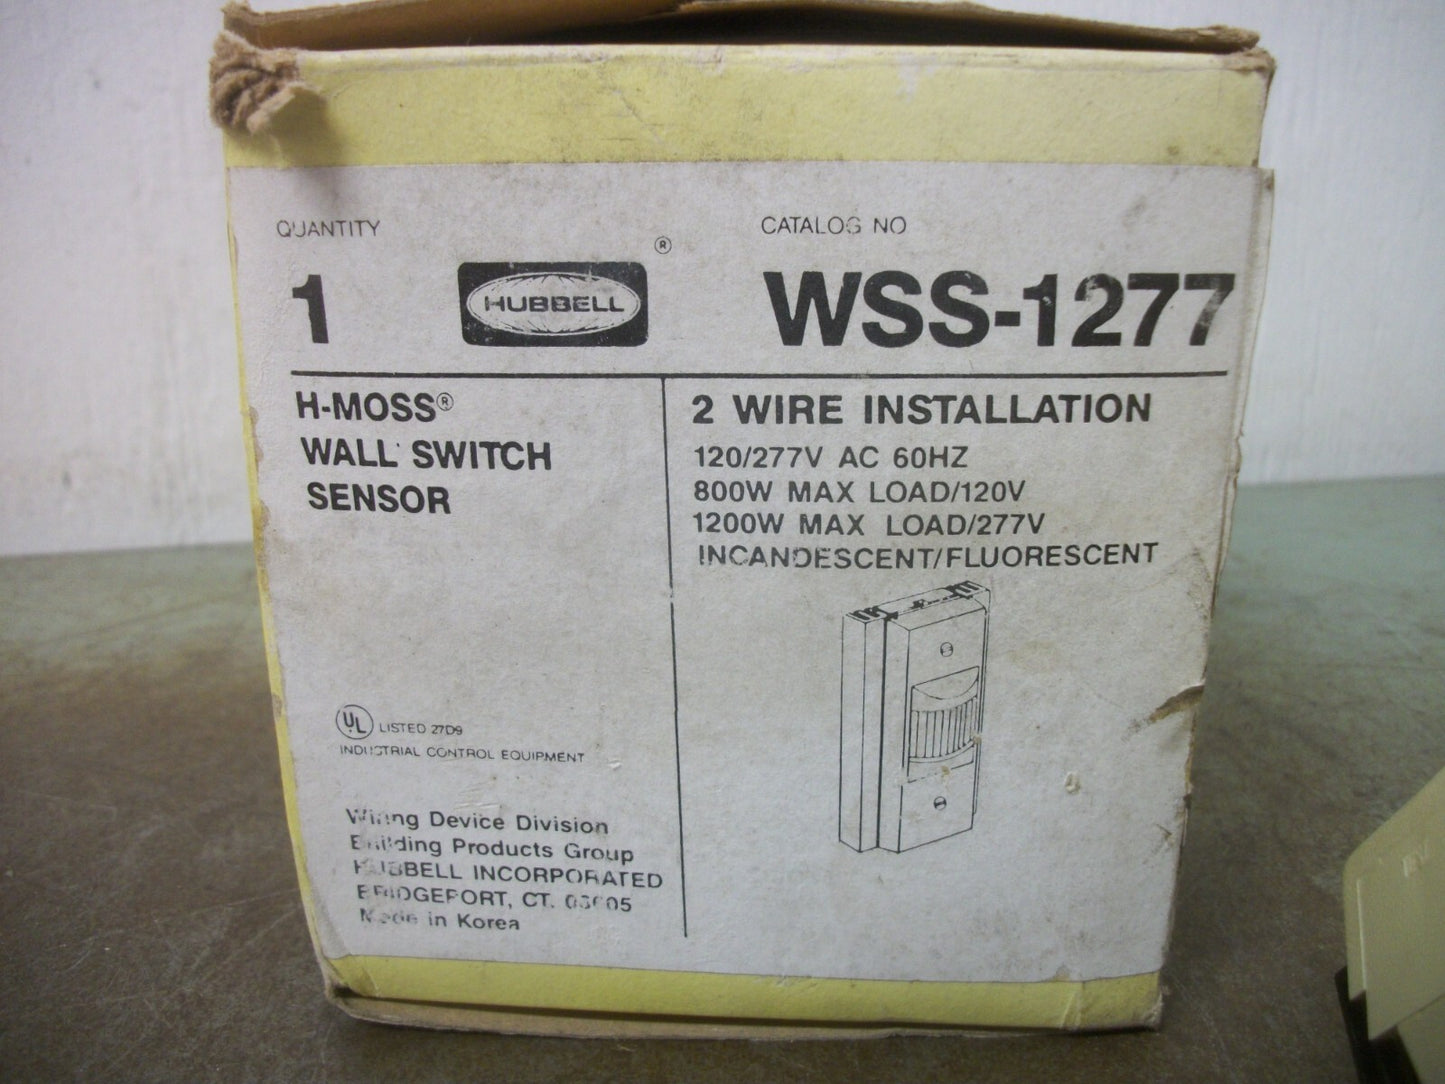 QUANTITY
1
HUBBELL ®
CATALOG NO
WSS-1277
H-MOSS®
WALL SWITCH
SENSOR
2 WIRE INSTALLATION
120/277V AC 60HZ
800W MAX LOAD/120V
1200W MAX LOAD/277V
INCANDESCENT/FLUORESCENT
UL LISTED 27D9
INDUSTRIAL CONTROL EQUIPMENT
Wiring Device Division
Building Products Group
HUBBELL INCORPORATED
BRIDGEPORT, CT.
Made in Korea